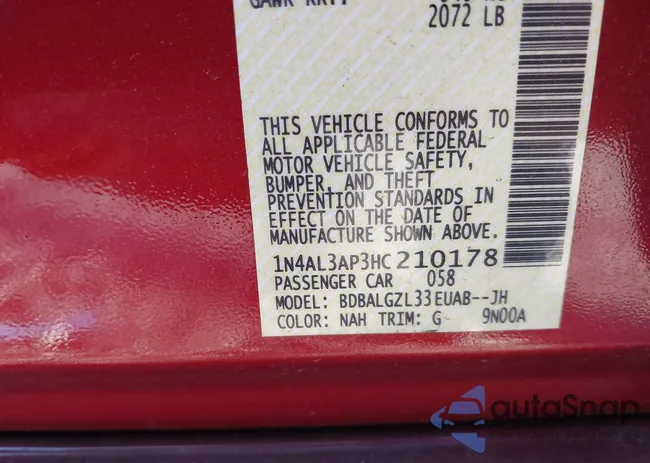 2072 LB
THIS VEHICLE CONFORMS TO
ALL APPLICABLE FEDERAL
MOTOR VEHICLE SAFETY,
BUMPER, AND THEFT
PREVENTION STANDARDS IN
EFFECT ON THE DATE OF
MANUFACTURE SHOWN ABOVE.
1N4AL3AP3HC210178
PASSENGER CAR 058
MODEL: BDBALGZL33EUAB--JH
COLOR: NAH TRIM: G 9N00A
autoSnap